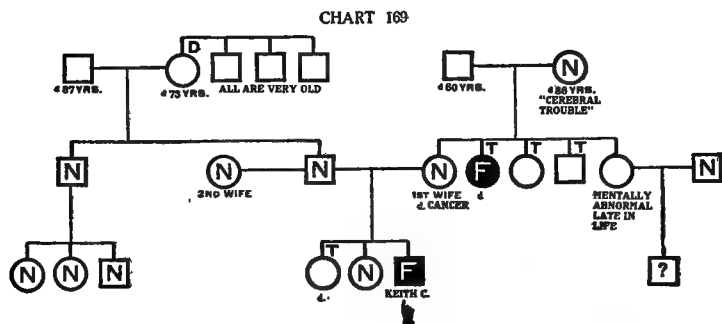 CHART 169
D
N
d 87 YRS.
d 73 YRS.
ALL ARE VERY OLD
d 60 YRS.
d 86 YRS.
"CEREBRAL
TROUBLE"
T
T
T
N
N
N
N
F
N
2ND WIFE
1ST WIFE
d. CANCER
d
MENTALLY
ABNORMAL
LATE IN
LIFE
T
N
N
N
N
F
?
d.
KEITH C.